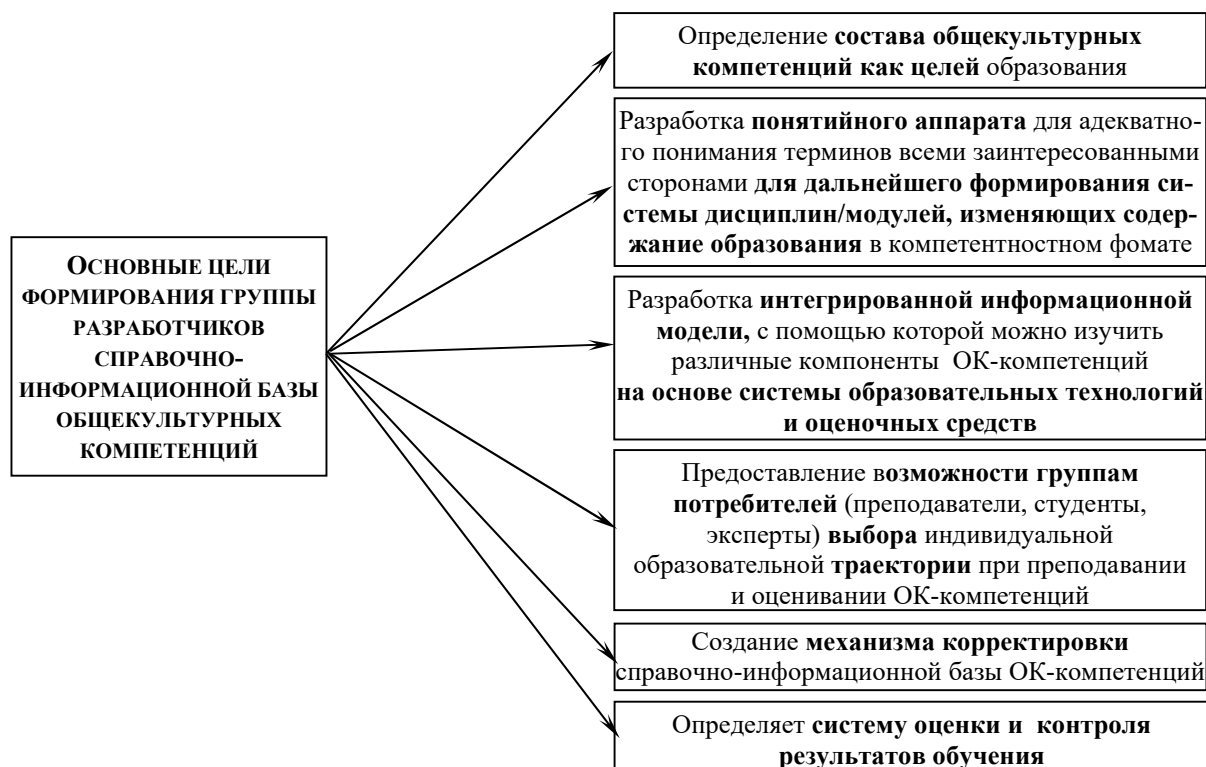 ОСНОВНЫЕ ЦЕЛИ
ФОРМИРОВАНИЯ ГРУППЫ
РАЗРАБОТЧИКОВ
СПРАВОЧНО-
ИНФОРМАЦИОННОЙ БАЗЫ
ОБЩЕКУЛЬТУРНЫХ
КОМПЕТЕНЦИЙ
Определение состава общекультурных
компетенций как целей образования
Разработка понятийного аппарата для адекватно-
го понимания терминов всеми заинтересованными
сторонами для дальнейшего формирования си-
стемы дисциплин/модулей, изменяющих содер-
жание образования в компетентностном фомате
Разработка интегрированной информационной
модели, с помощью которой можно изучить
различные компоненты ОК-компетенций
на основе системы образовательных технологий
и оценочных средств
Предоставление возможности группам
потребителей (преподаватели, студенты,
эксперты) выбора индивидуальной
образовательной траектории при преподавании
и оценивании ОК-компетенций
Создание механизма корректировки
справочно-информационной базы ОК-компетенций
Определяет систему оценки и контроля
результатов обучения